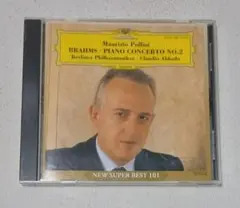 Maurizio Pollini
BRAHMS · PIANO CONCERTO NO.2
Berliner Philharmoniker · Claudio Abbado
NEW SUPER BEST 101